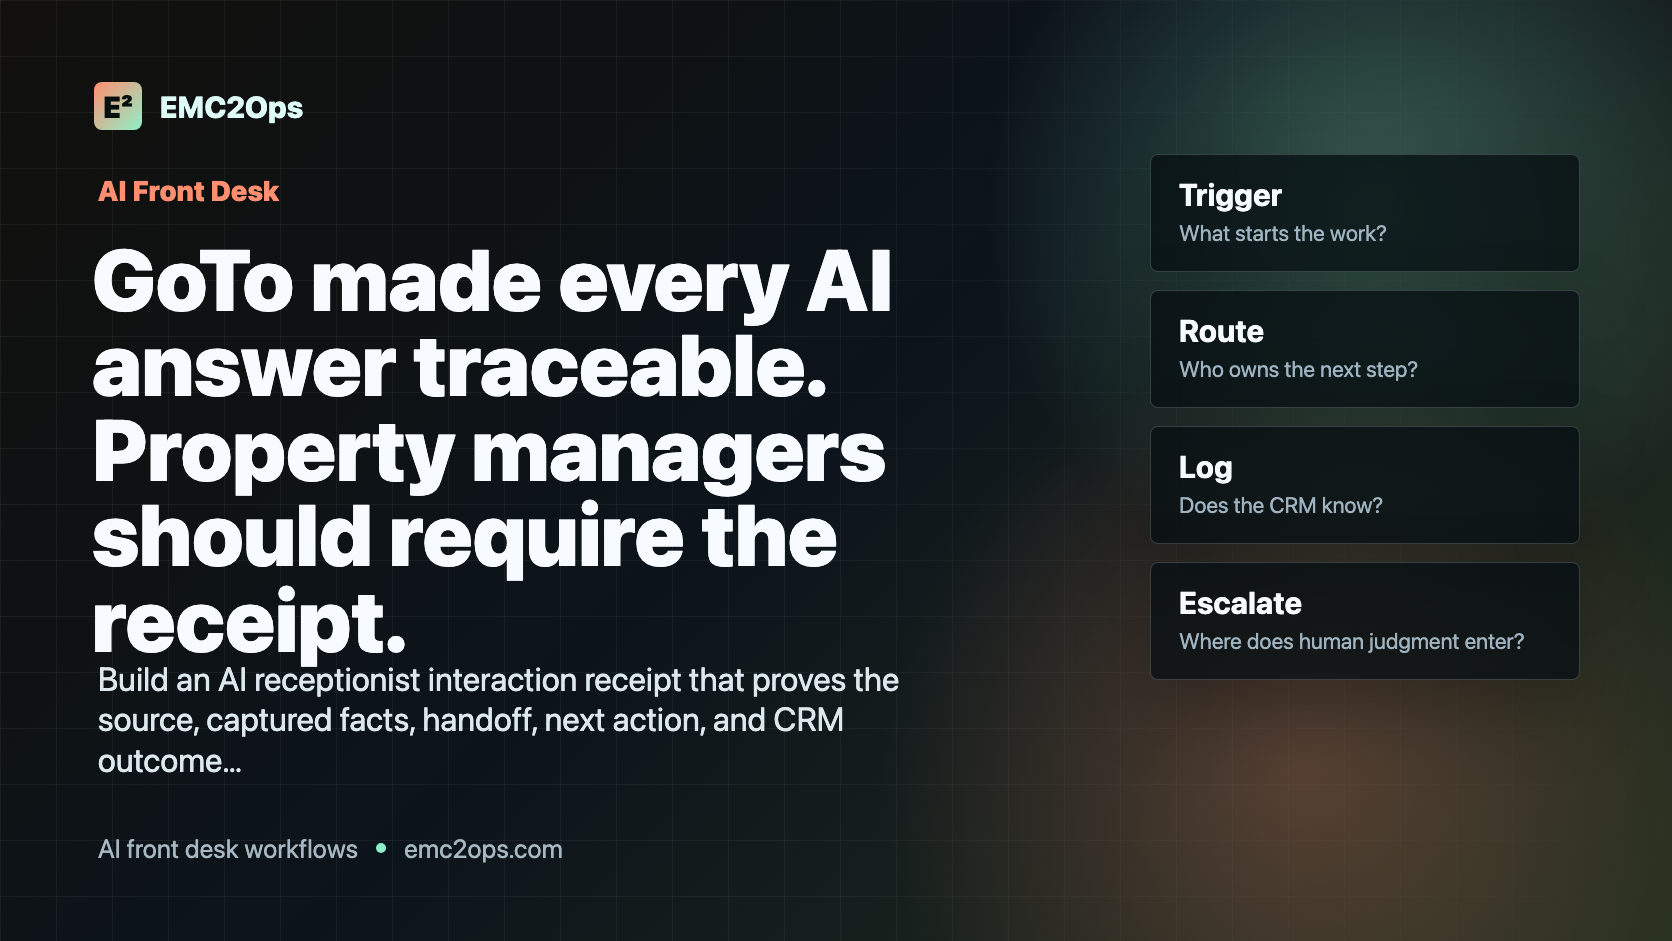 E²
EMC2Ops
AI Front Desk
GoTo made every AI
answer traceable.
Property managers
should require the
receipt.
Build an AI receptionist interaction receipt that proves the
source, captured facts, handoff, next action, and CRM
outcome...
AI front desk workflows • emc2ops.com
Trigger
What starts the work?
Route
Who owns the next step?
Log
Does the CRM know?
Escalate
Where does human judgment enter?